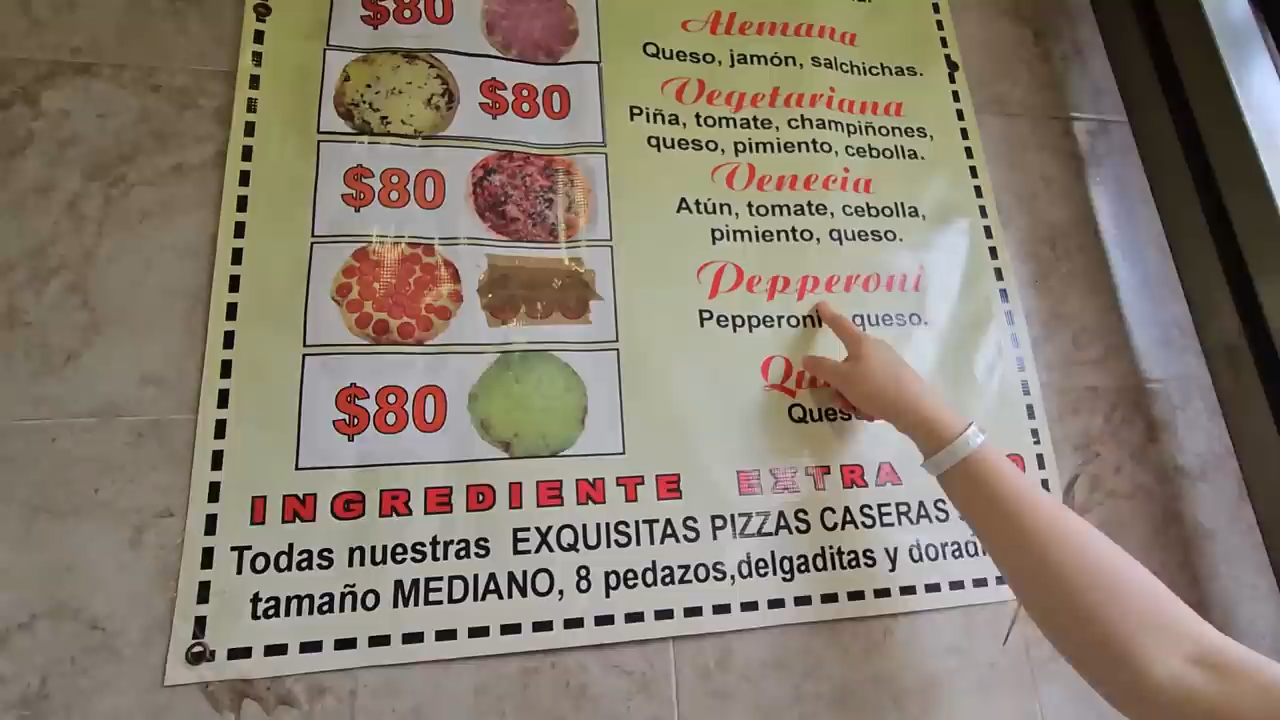 $80
Alemana
Queso, jamón, salchichas.
$80
Vegetariana
Piña, tomate, champiñones,
queso, pimiento, cebolla.
$80
Venecia
Atún, tomate, cebolla,
pimiento, queso.
Pepperoni
Pepperoni queso.
$80
INGREDIENTE EXTRA
Todas nuestras EXQUISITAS PIZZAS CASERAS
tamaño MEDIANO, 8 pedazos,delgaditas y